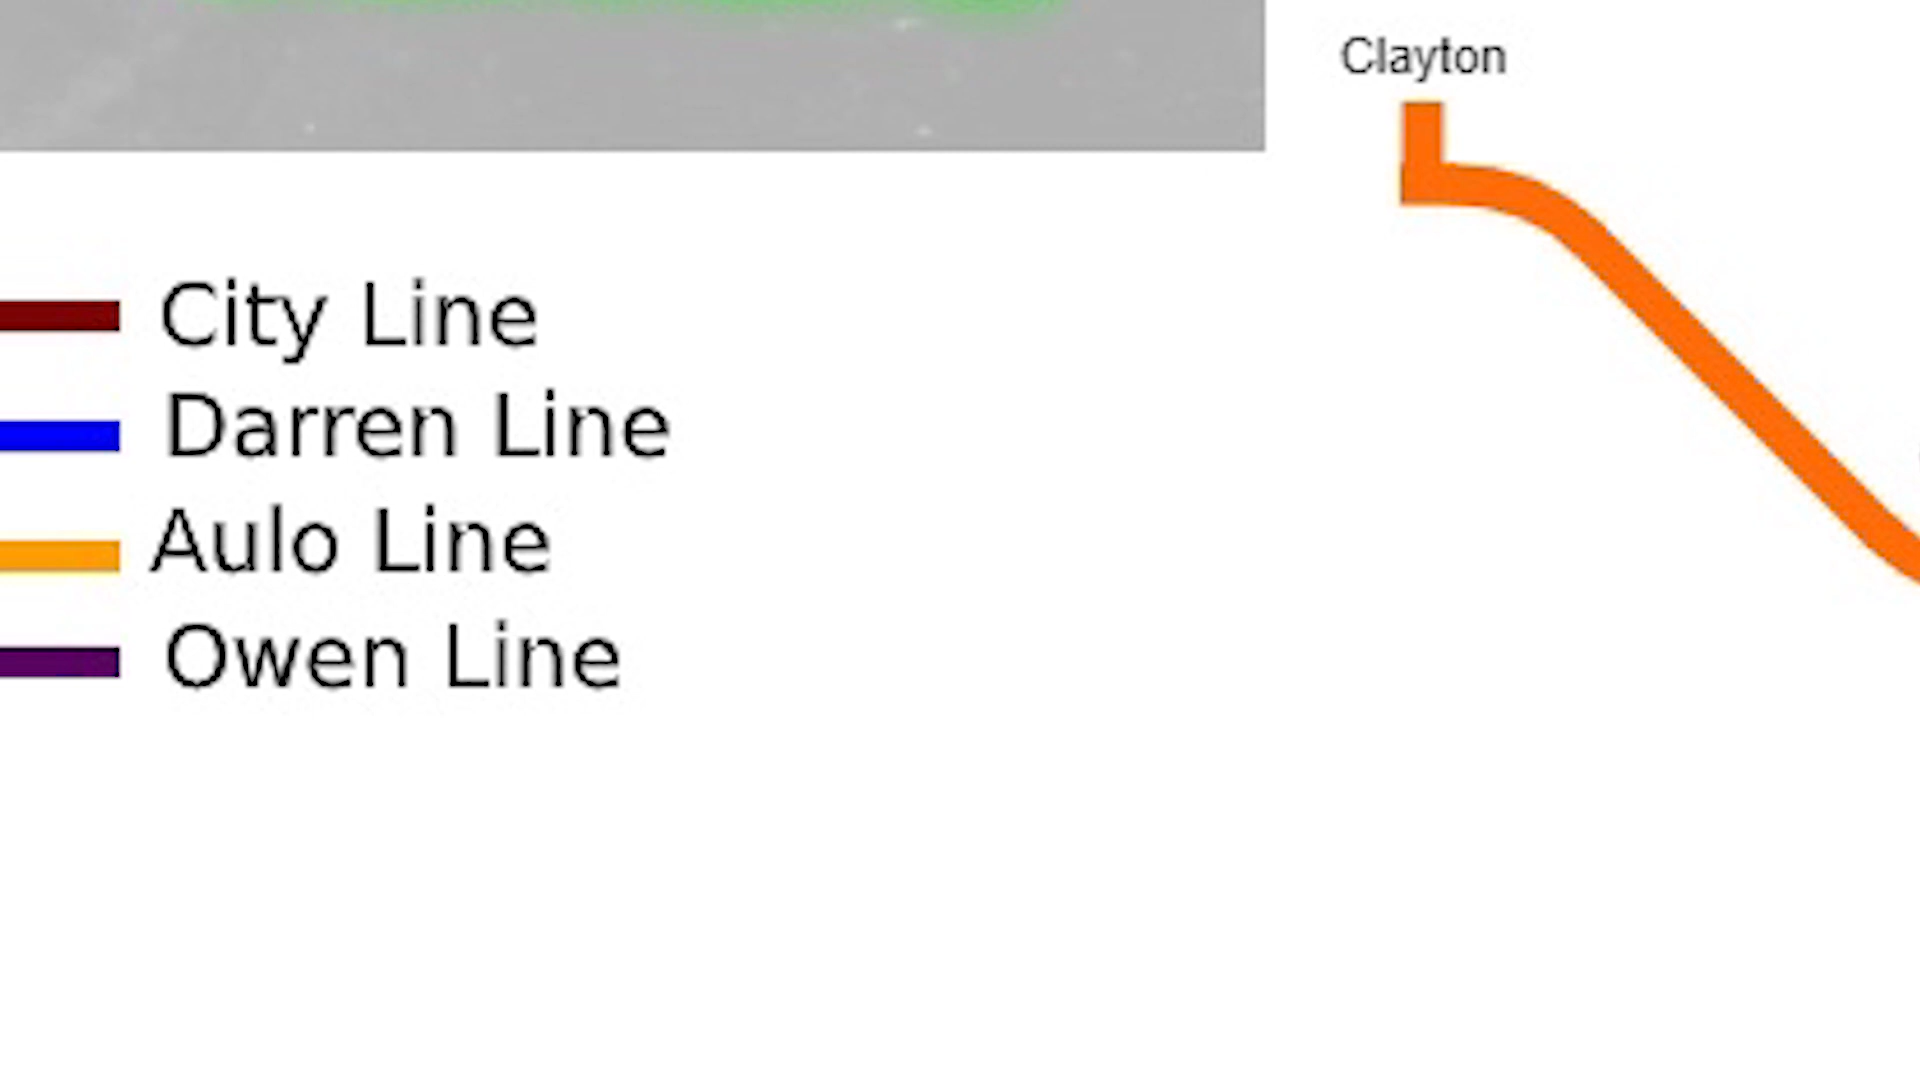 Clayton
City Line
Darren Line
Aulo Line
Owen Line